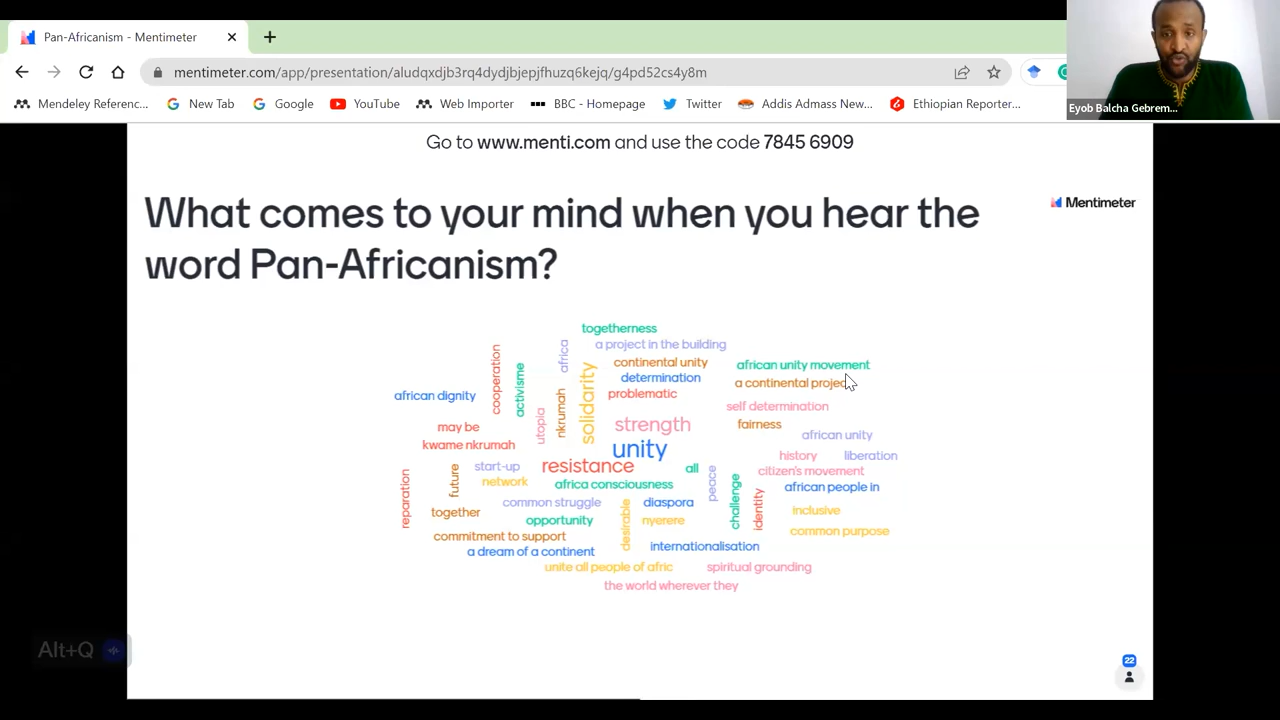 Pan-Africanism - Mentimeter
mentimeter.com/app/presentation/aludqxdjb3rq4dydjbjepjfhuzq6kejq/g4pd52cs4y8m
Mendeley Referenc...
New Tab
Google
YouTube
Web Importer
BBC - Homepage
Twitter
Addis Admass New...
Ethiopian Reporter...
Eyob Balcha Gebrem...
Go to www.menti.com and use the code 7845 6909
Mentimeter
What comes to your mind when you hear the
word Pan-Africanism?
togetherness
a project in the building
africa
cooperation
continental unity
african unity movement
activisme
solidarity
determination
a continental projec
african dignity
nkrumah
problematic
self determination
utopia
strength
fairness
may be
african unity
kwame nkrumah
unity
history
liberation
start-up
resistance
all
citizen's movement
reparation
future
network
africa consciousness
peace
african people in
common struggle
diaspora
challenge
identity
together
opportunity
desirable
nyerere
inclusive
commitment to support
common purpose
a dream of a continent
internationalisation
unite all people of afric
spiritual grounding
the world wherever they
Alt+Q
22